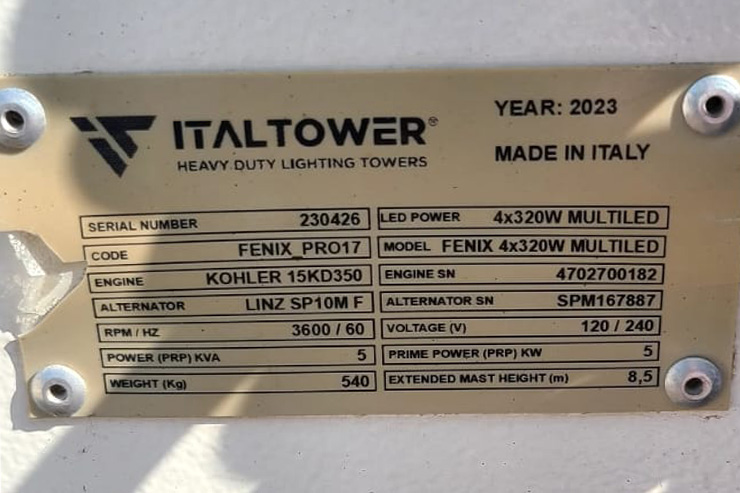 ITALTOWER®
HEAVY DUTY LIGHTING TOWERS
YEAR: 2023
MADE IN ITALY
SERIAL NUMBER 230426 LED POWER 4x320W MULTILED
CODE FENIX_PRO17 MODEL FENIX 4x320W MULTILED
ENGINE KOHLER 15KD350 ENGINE SN 4702700182
ALTERNATOR LINZ SP10M F ALTERNATOR SN SPM167887
RPM / HZ 3600 / 60 VOLTAGE (V) 120 / 240
POWER (PRP) KVA 5 PRIME POWER (PRP) KW 5
WEIGHT (Kg) 540 EXTENDED MAST HEIGHT (m) 8,5